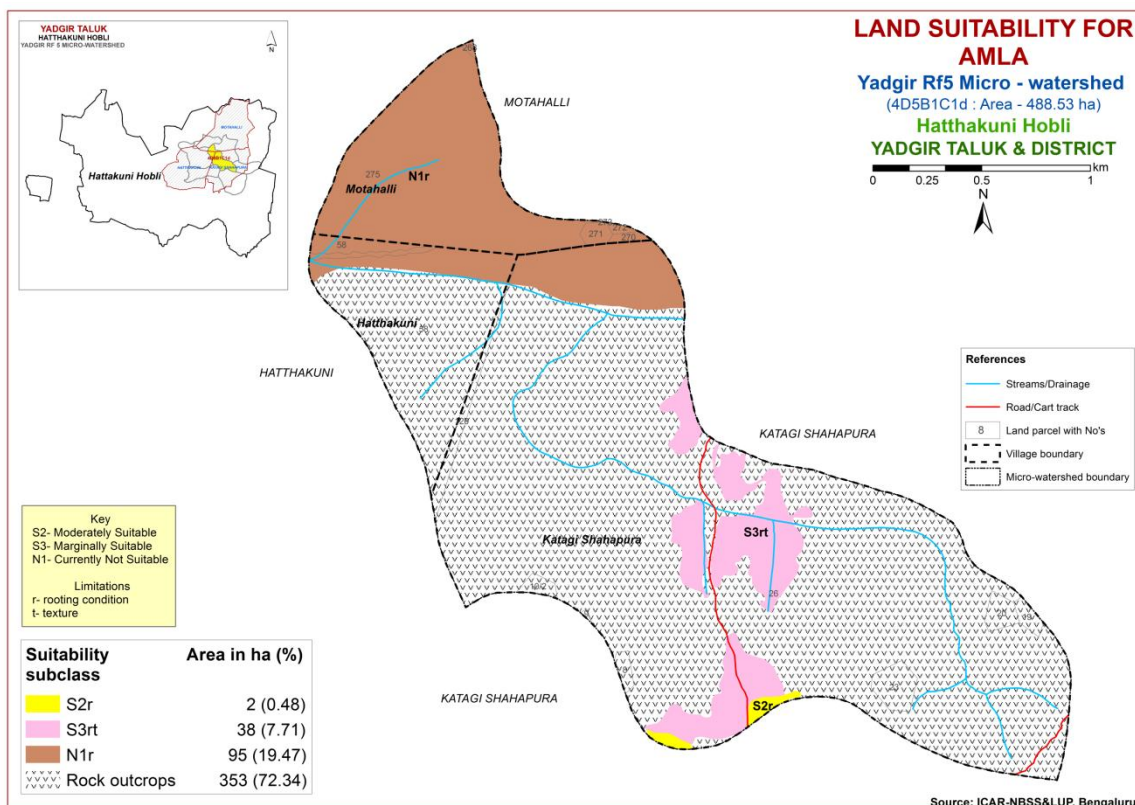 YADGIR TALUK
HATTHAKUNI HOBLI
YADGIR RF 5 MICRO-WATERSHED
N
MOTAHALLI
Hattakuni Hobli
LAND SUITABILITY FOR
AMLA
Yadgir Rf5 Micro - watershed
(4D5B1C1d : Area - 488.53 ha)
Hatthakuni Hobli
YADGIR TALUK & DISTRICT
km
0 0.25 0.5 1
N
MOTAHALLI
275
N1r
Motahalli
271
272
270
58
Hatthakuni
HATTHAKUNI
KATAGI SHAHAPURA
S3rt
Katagi Shahapura
26
19
S2r
KATAGI SHAHAPURA
References
Streams/Drainage
Road/Cart track
8 Land parcel with No's
Village boundary
Micro-watershed boundary
Key
S2- Moderately Suitable
S3- Marginally Suitable
N1- Currently Not Suitable
Limitations
r- rooting condition
t- texture
Suitability subclass Area in ha (%)
S2r 2 (0.48)
S3rt 38 (7.71)
N1r 95 (19.47)
Rock outcrops 353 (72.34)
Source: ICAR-NBSS&LUP, Bengaluru